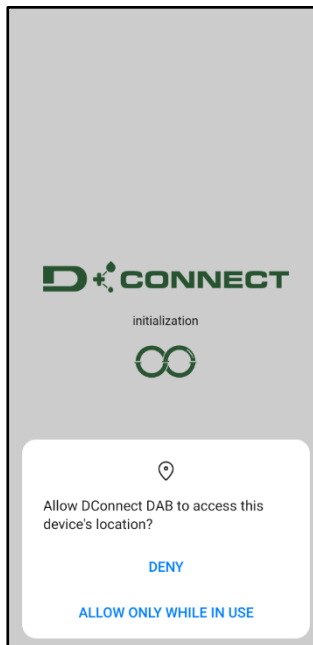 D+CONNECT
initialization
Allow DConnect DAB to access this
device's location?
DENY
ALLOW ONLY WHILE IN USE